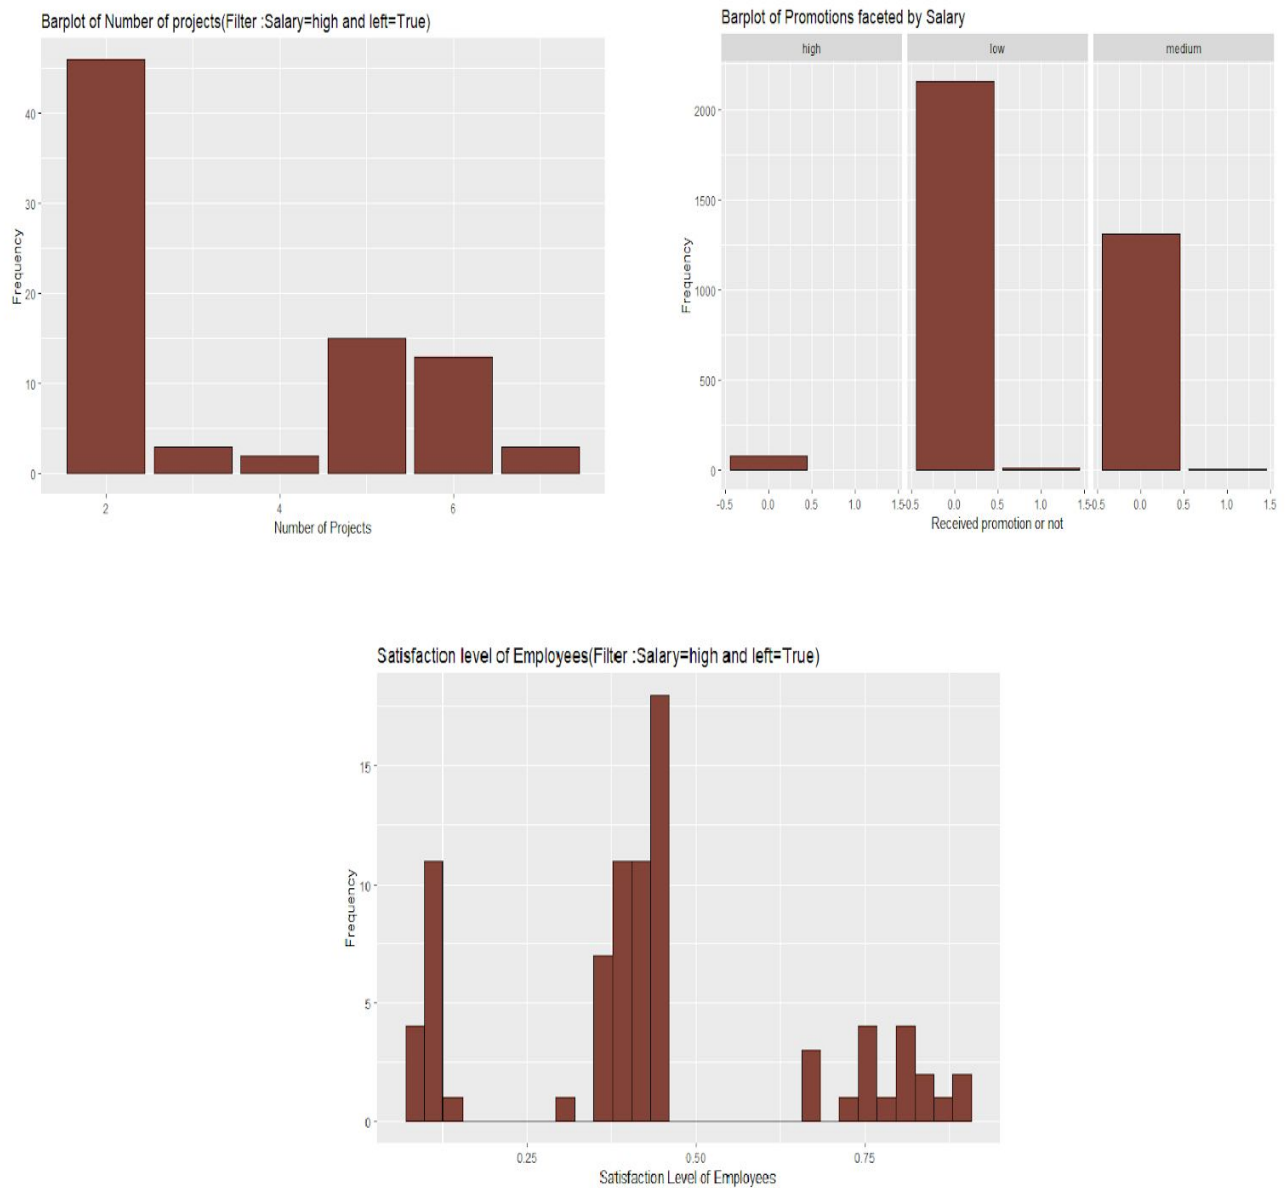 Barplot of Number of projects(Filter :Salary=high and left=True)
Frequency
40
30
20
10
0
2 4 6
Number of Projects
Barplot of Promotions faceted by Salary
high low medium
Frequency
2000
1500
1000
500
0
-0.5 0.0 0.5 1.0 1.5-0.5 0.0 0.5 1.0 1.5-0.5 0.0 0.5 1.0 1.5
Received promotion or not
Satisfaction level of Employees(Filter :Salary=high and left=True)
Frequency
15
10
5
0
0.25 0.50 0.75
Satisfaction Level of Employees